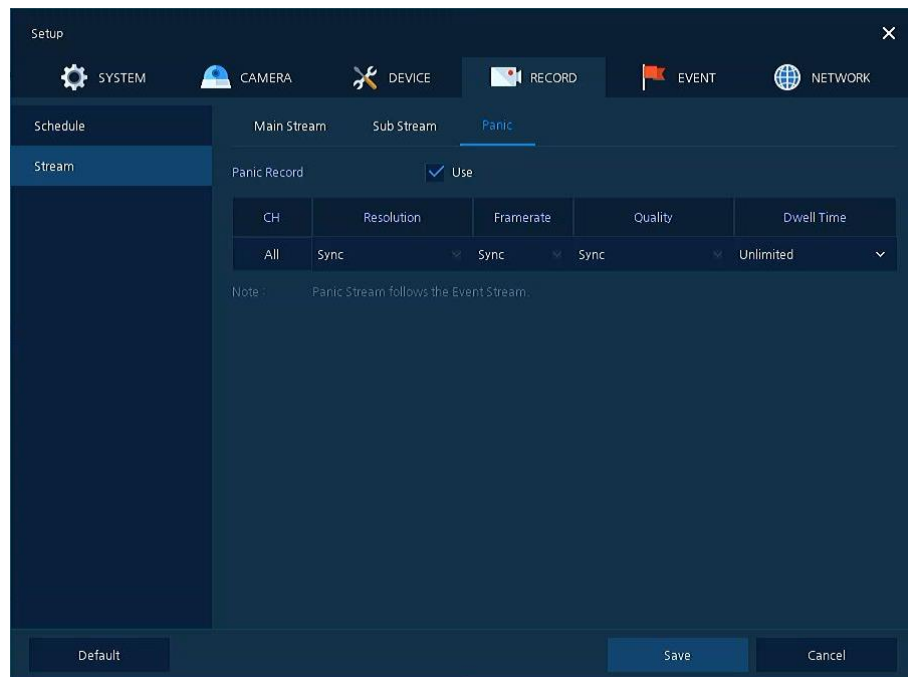 Setup
SYSTEM CAMERA DEVICE RECORD EVENT NETWORK
Schedule
Stream
Main Stream Sub Stream Panic
Panic Record Use
CH Resolution Framerate Quality Dwell Time
All Sync Sync Sync Unlimited
Note : Panic Stream follows the Event Stream.
Default Save Cancel